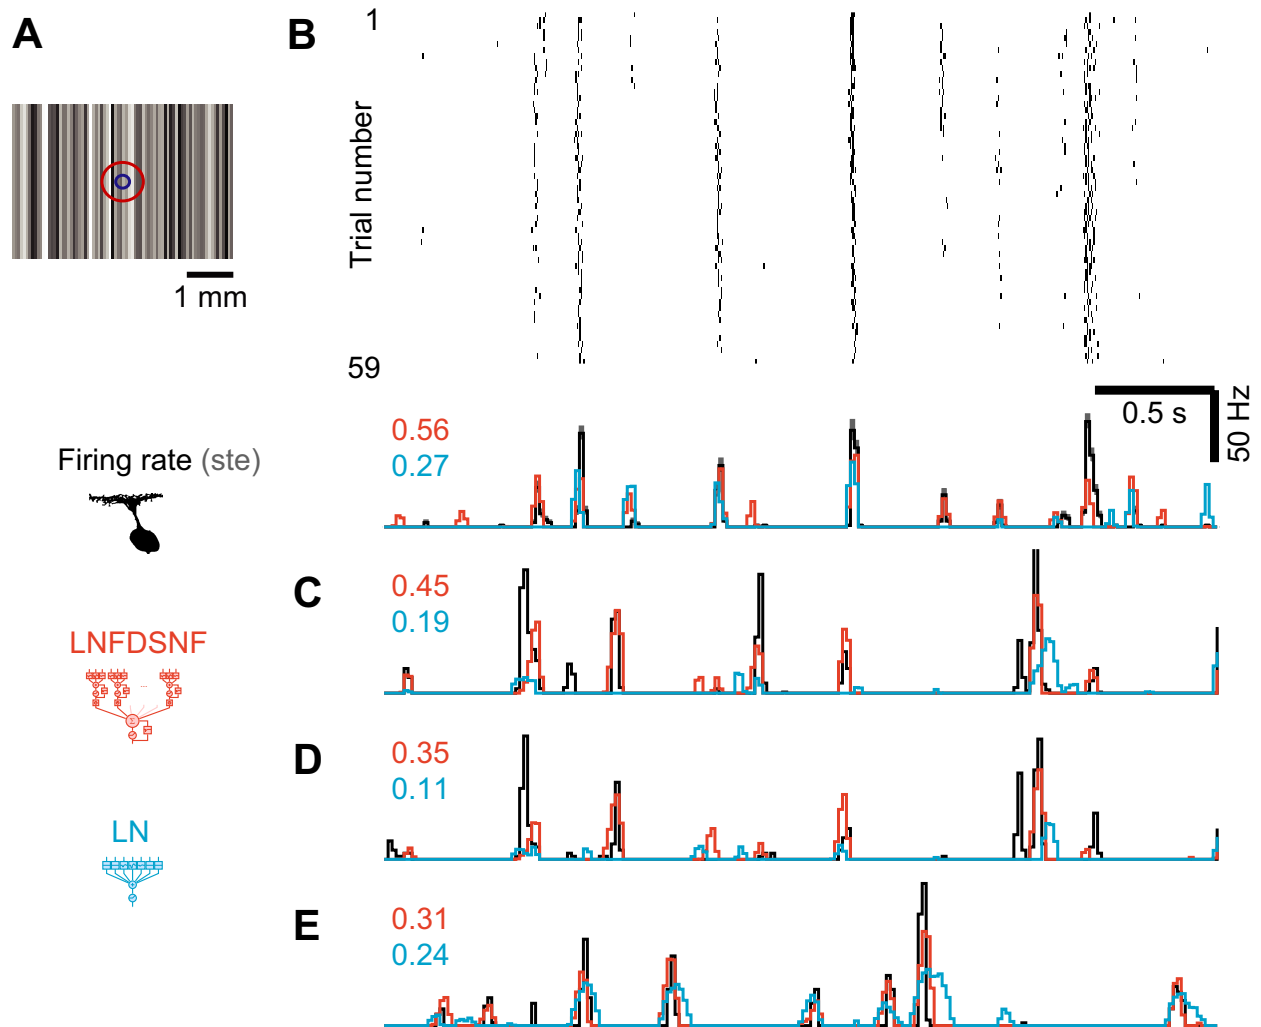 A
B
1
Trial number
59
1 mm
0.5 s
50 Hz
Firing rate (ste)
0.56
0.27
C
0.45
0.19
LNFDSNF
D
0.35
0.11
LN
E
0.31
0.24